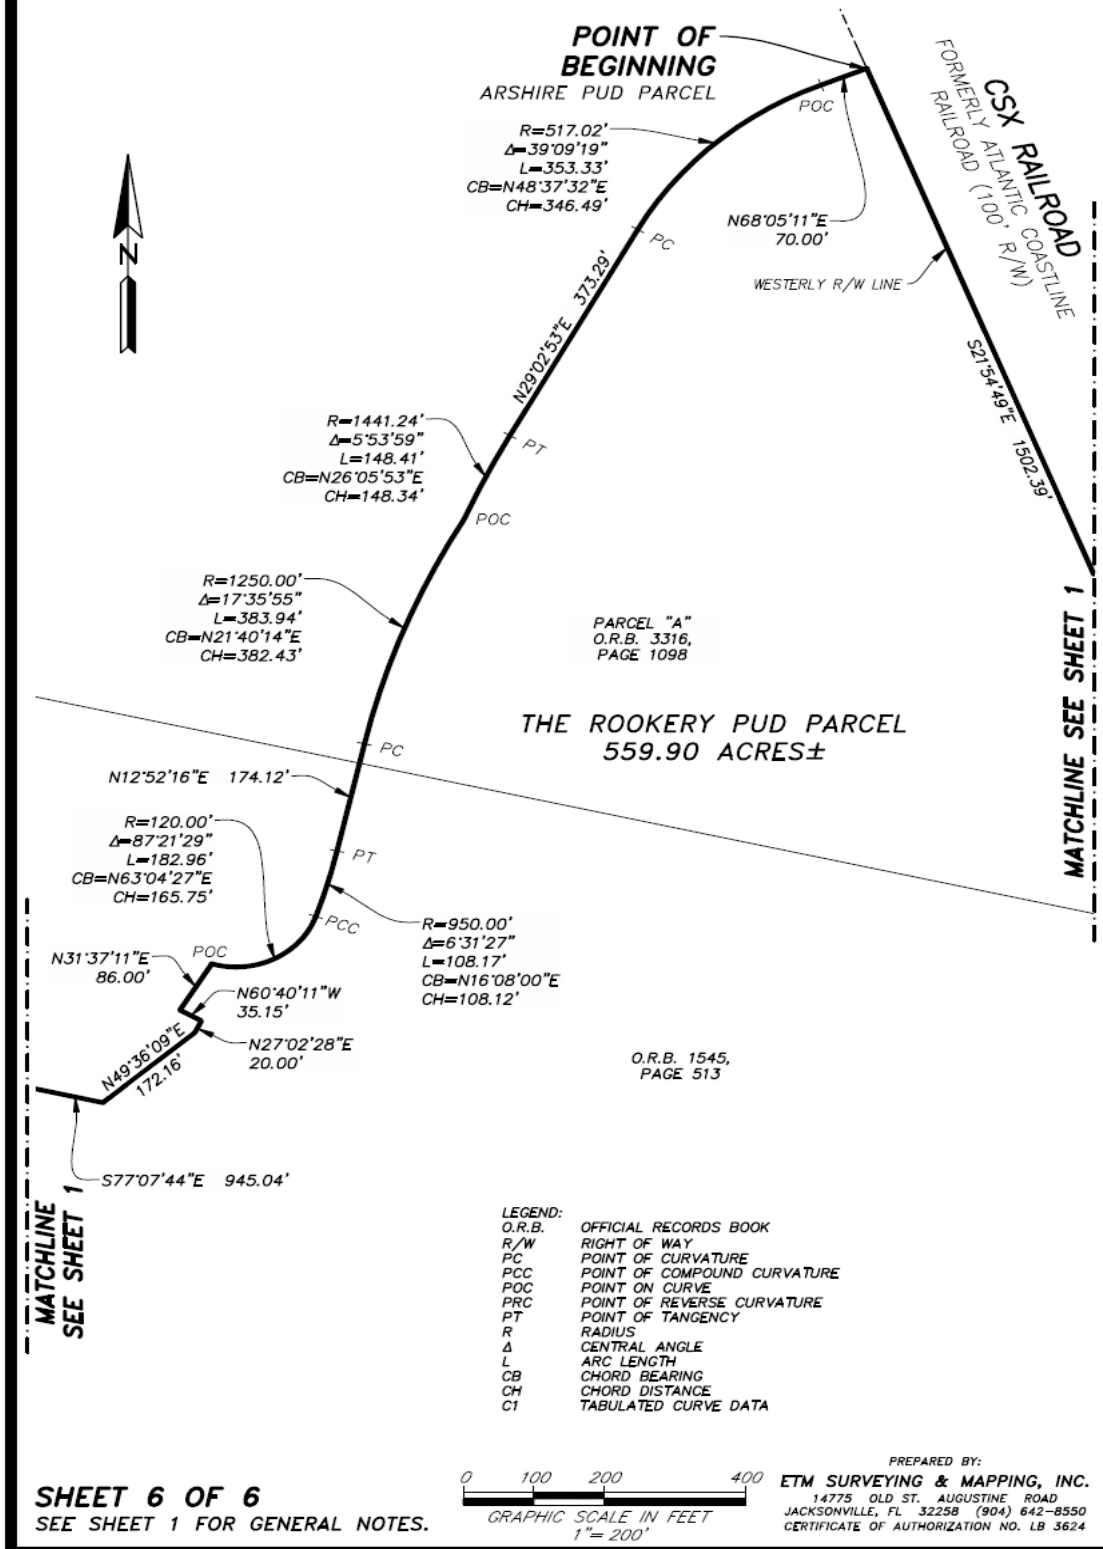 POINT OF
BEGINNING
ARSHIRE PUD PARCEL
POC
CSX RAILROAD
FORMERLY ATLANTIC COASTLINE
RAILROAD (100' R/W)
R=517.02'
Δ=39°09'19"
L=353.33'
CB=N48°37'32"E
CH=346.49'
N68°05'11"E
70.00'
PC
WESTERLY R/W LINE
N
N29°02'53"E 373.29'
S21°54'49"E 1502.39'
R=1441.24'
Δ=5°53'59"
L=148.41'
CB=N26°05'53"E
CH=148.34'
PT
POC
R=1250.00'
Δ=17°35'55"
L=383.94'
CB=N21°40'14"E
CH=382.43'
PARCEL "A"
O.R.B. 3316,
PAGE 1098
MATCHLINE SEE SHEET 1
THE ROOKERY PUD PARCEL
559.90 ACRES±
PC
N12°52'16"E 174.12'
R=120.00'
Δ=87°21'29"
L=182.96'
CB=N63°04'27"E
CH=165.75'
PT
PCC
R=950.00'
Δ=6°31'27"
L=108.17'
CB=N16°08'00"E
CH=108.12'
POC
N31°37'11"E
86.00'
N60°40'11"W
35.15'
N27°02'28"E
20.00'
N49°36'09"E
172.16'
O.R.B. 1545,
PAGE 513
S77°07'44"E 945.04'
MATCHLINE
SEE SHEET 1
LEGEND:
O.R.B. OFFICIAL RECORDS BOOK
R/W RIGHT OF WAY
PC POINT OF CURVATURE
PCC POINT OF COMPOUND CURVATURE
POC POINT ON CURVE
PRC POINT OF REVERSE CURVATURE
PT POINT OF TANGENCY
R RADIUS
Δ CENTRAL ANGLE
L ARC LENGTH
CB CHORD BEARING
CH CHORD DISTANCE
C1 TABULATED CURVE DATA
SHEET 6 OF 6
SEE SHEET 1 FOR GENERAL NOTES.
0 100 200 400
GRAPHIC SCALE IN FEET
1"= 200'
PREPARED BY:
ETM SURVEYING & MAPPING, INC.
14775 OLD ST. AUGUSTINE ROAD
JACKSONVILLE, FL 32258 (904) 642-8550
CERTIFICATE OF AUTHORIZATION NO. LB 3624